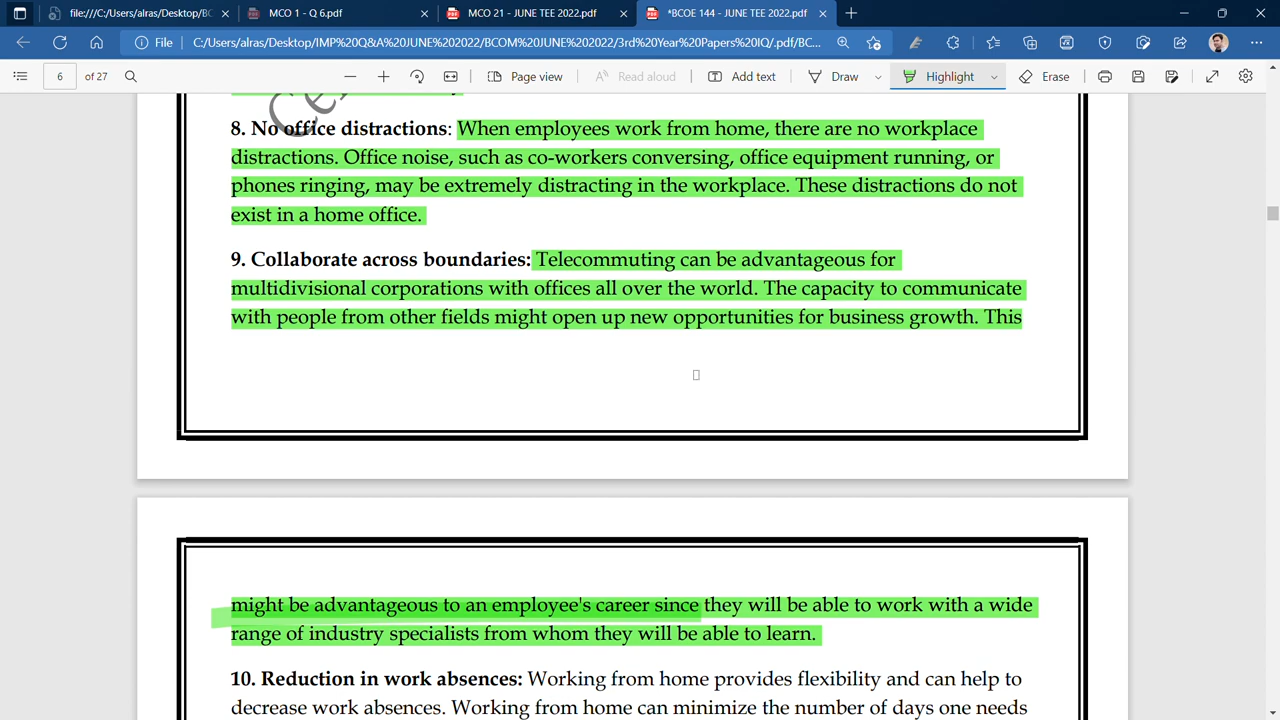 file:///C:/Users/alras/Desktop/BC
MCO 1 - Q 6.pdf
MCO 21 - JUNE TEE 2022.pdf
*BCOE 144 - JUNE TEE 2022.pdf
File
C:/Users/alras/Desktop/IMP%20Q&A%20JUNE%202022/BCOM%20JUNE%202022/3rd%20Year%20Papers%20IQ/.pdf/BC...
6 of 27
Page view
Read aloud
Add text
Draw
Highlight
Erase
8. No office distractions: When employees work from home, there are no workplace
distractions. Office noise, such as co-workers conversing, office equipment running, or
phones ringing, may be extremely distracting in the workplace. These distractions do not
exist in a home office.
9. Collaborate across boundaries: Telecommuting can be advantageous for
multidivisional corporations with offices all over the world. The capacity to communicate
with people from other fields might open up new opportunities for business growth. This
might be advantageous to an employee's career since they will be able to work with a wide
range of industry specialists from whom they will be able to learn.
10. Reduction in work absences: Working from home provides flexibility and can help to
decrease work absences. Working from home can minimize the number of days one needs